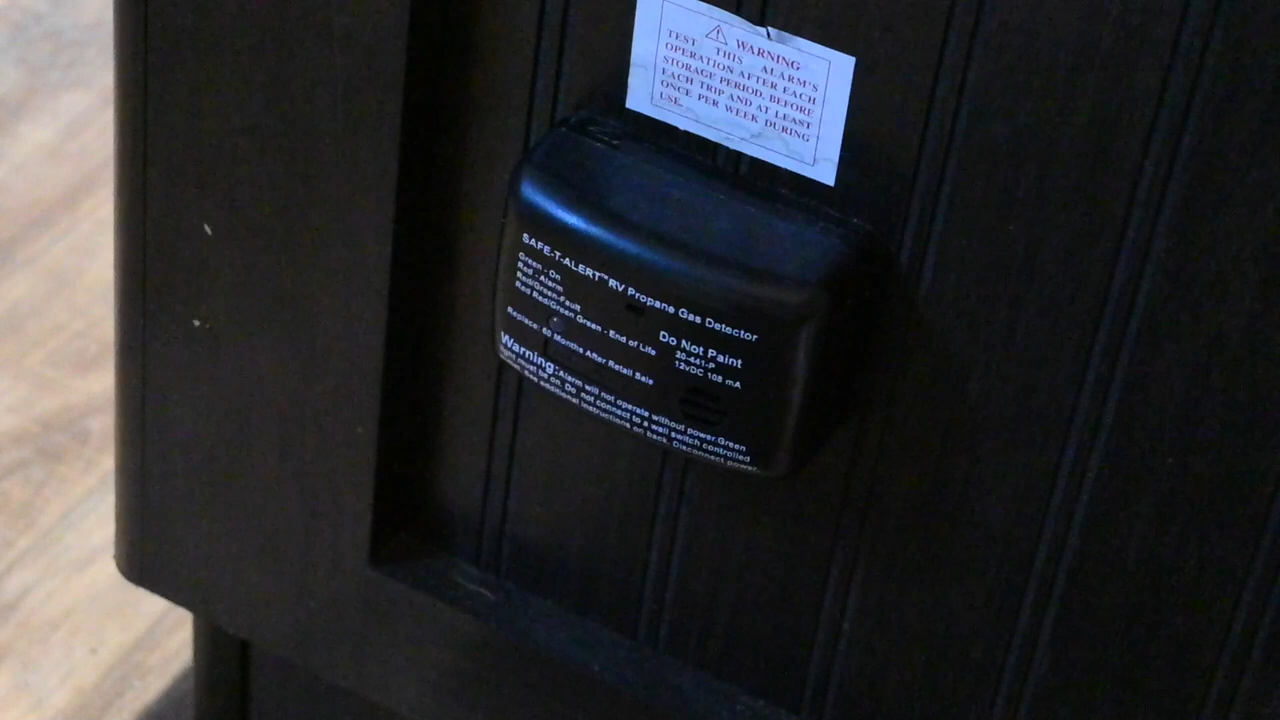 WARNING
TEST THIS ALARM'S
OPERATION AFTER EACH
STORAGE PERIOD, BEFORE
EACH TRIP AND AT LEAST
ONCE PER WEEK DURING
USE.
SAFE-T-ALERT™ RV Propane Gas Detector
Green - On
Red - Alarm
Red/Green-Fault
Red Red/Green Green - End of Life
Replace: 60 Months After Retail Sale
Do Not Paint
20-441-P
12vDC 108 mA
Warning: Alarm will not operate without power. Green
light must be on. Do not connect to a wall switch controlled
See additional instructions on back. Disconnect power.